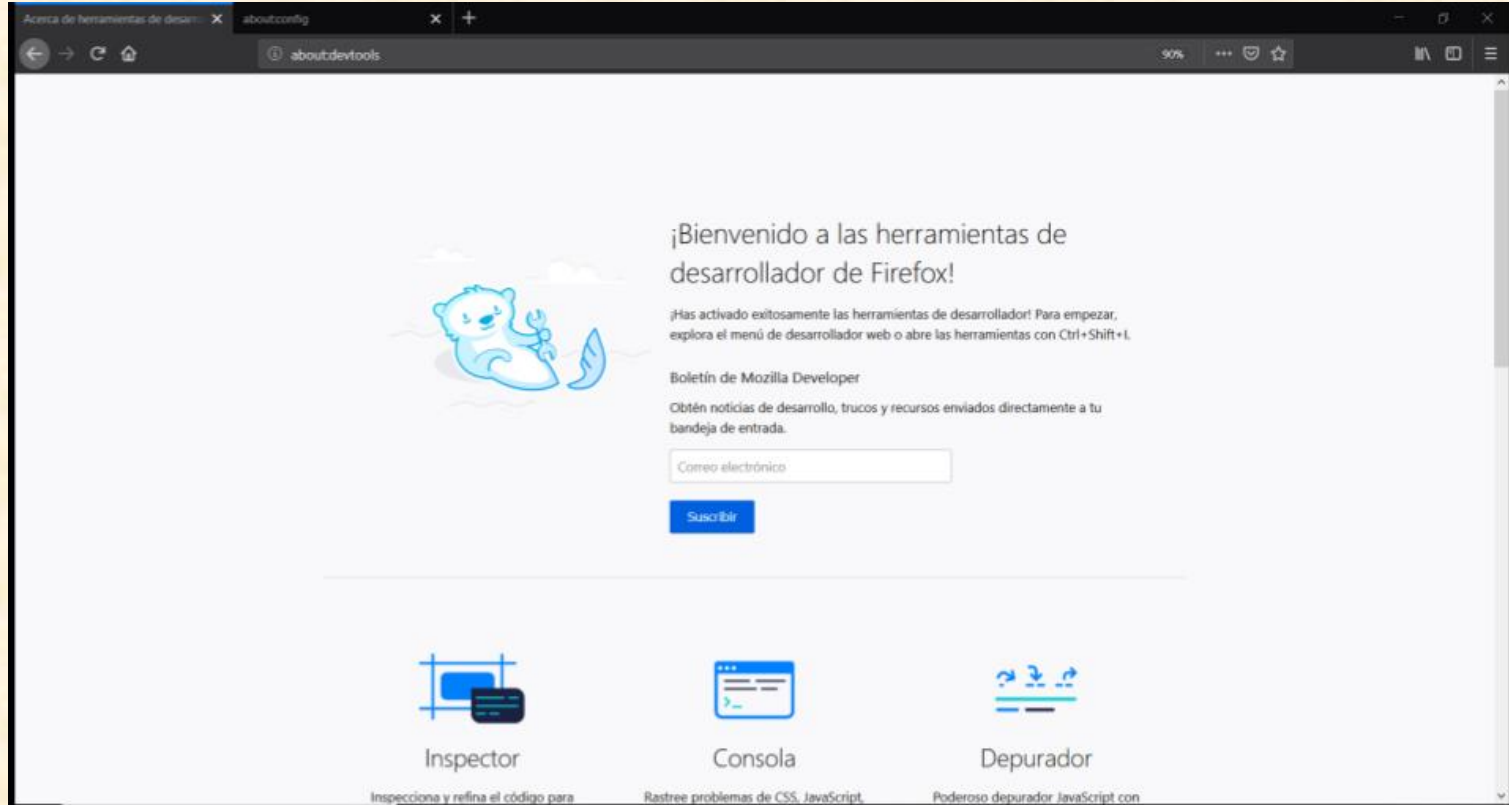 Acerca de herramientas de desarro
about:config
about:devtools
90%
¡Bienvenido a las herramientas de
desarrollador de Firefox!
¡Has activado exitosamente las herramientas de desarrollador! Para empezar,
explora el menú de desarrollador web o abre las herramientas con Ctrl+Shift+I.
Boletín de Mozilla Developer
Obtén noticias de desarrollo, trucos y recursos enviados directamente a tu
bandeja de entrada.
Correo electrónico
Suscribir
Inspector
Consola
Depurador
Inspecciona y refina el código para
Rastree problemas de CSS, JavaScript,
Poderoso depurador JavaScript con